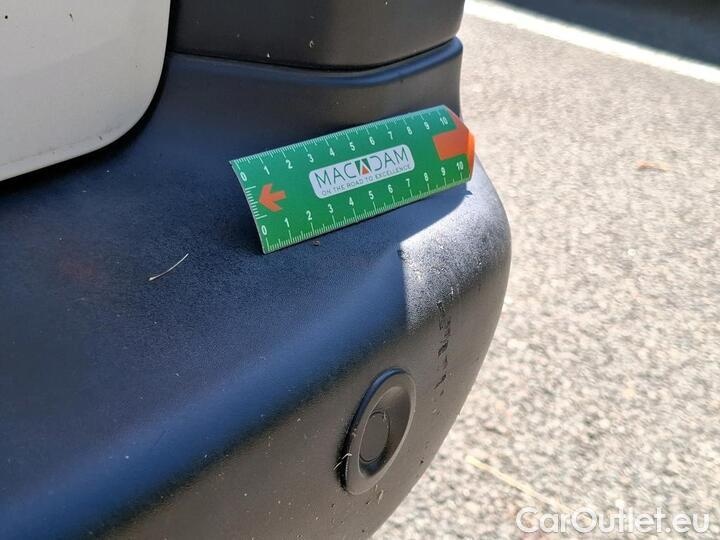 0 1 2 3 4 5 6 7 8 9 10
MACADAM
ON THE ROAD TO EXCELLENCE
0 1 2 3 4 5 6 7 8 9 10
CarOutlet.eu